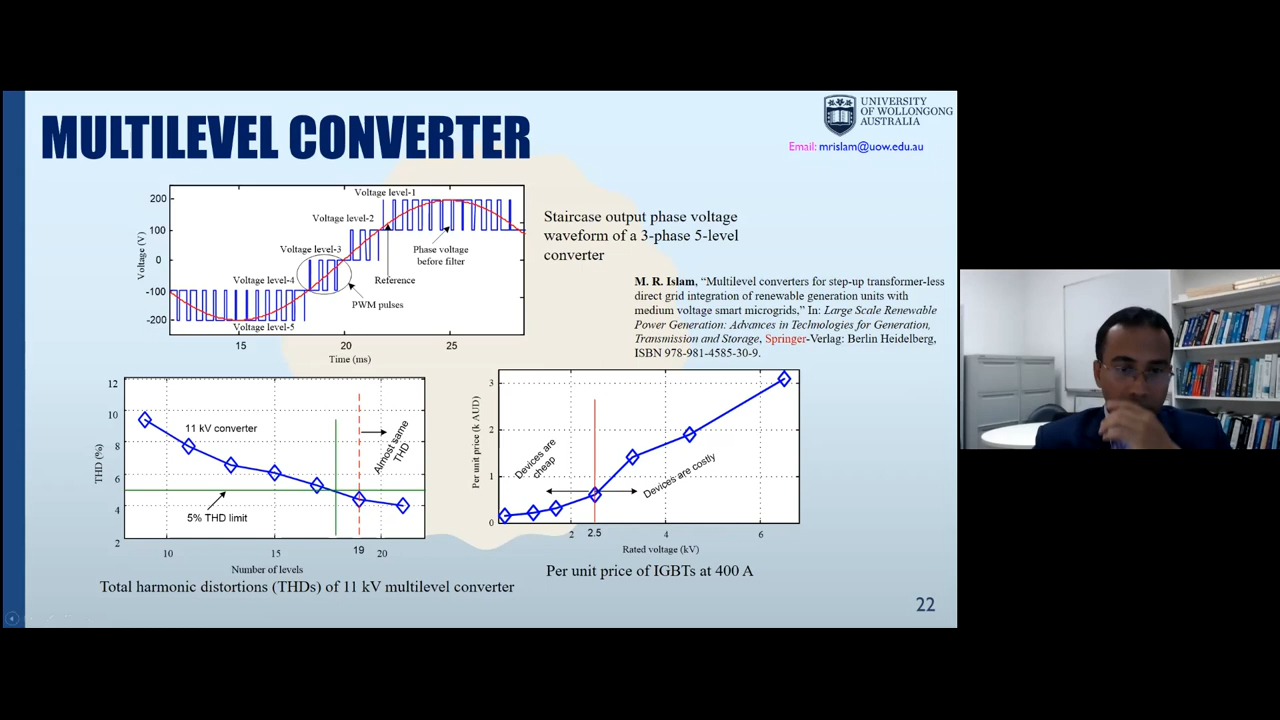 MULTILEVEL CONVERTER
UNIVERSITY
OF WOLLONGONG
AUSTRALIA
Email: mrislam@uow.edu.au
Voltage (V)
200
100
0
-100
-200
Voltage level-1
Voltage level-2
Voltage level-3
Voltage level-4
Voltage level-5
Phase voltage
before filter
Reference
PWM pulses
15
20
25
Time (ms)
Staircase output phase voltage
waveform of a 3-phase 5-level
converter
M. R. Islam, “Multilevel converters for step-up transformer-less
direct grid integration of renewable generation units with
medium voltage smart microgrids,” In: Large Scale Renewable
Power Generation: Advances in Technologies for Generation,
Transmission and Storage, Springer-Verlag: Berlin Heidelberg,
ISBN 978-981-4585-30-9.
THD (%)
12
10
8
6
4
2
11 kV converter
5% THD limit
Almost same
THD
10
15
19
20
Number of levels
Total harmonic distortions (THDs) of 11 kV multilevel converter
Per unit price (k AUD)
3
2
1
0
Devices are
cheap
Devices are costly
2
2.5
4
6
Rated voltage (kV)
Per unit price of IGBTs at 400 A
22